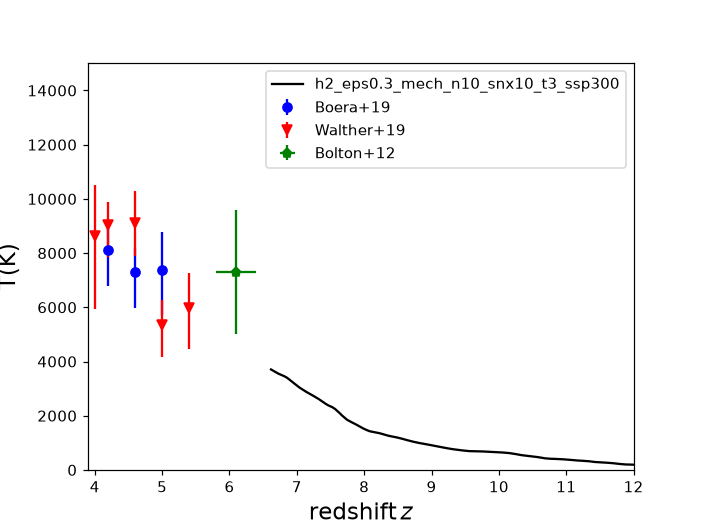 h2_eps0.3_mech_n10_snx10_t3_ssp300
Boera+19
Walther+19
Bolton+12
14000
12000
10000
8000
6000
4000
2000
0
T(K)
4 5 6 7 8 9 10 11 12
redshift z